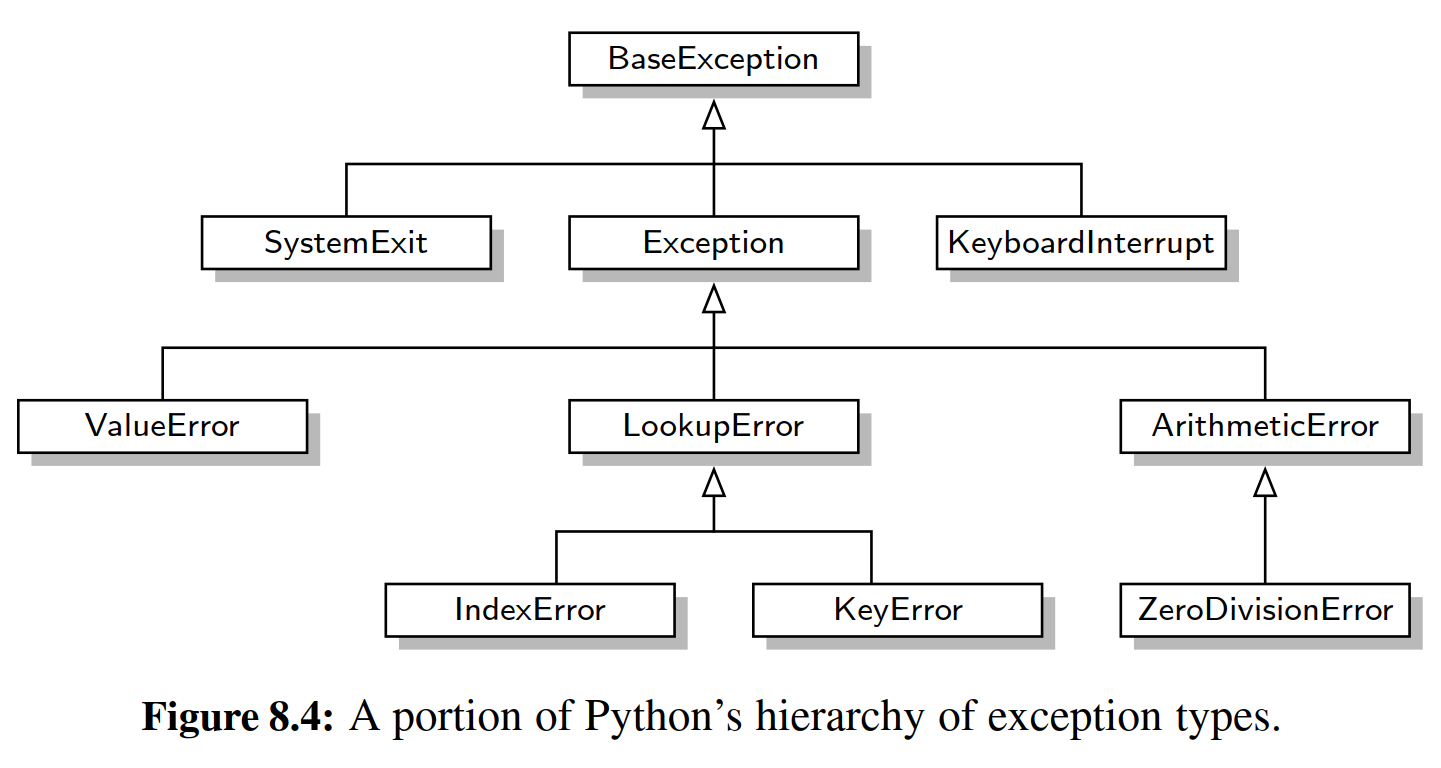 BaseException
SystemExit
Exception
KeyboardInterrupt
ValueError
LookupError
ArithmeticError
IndexError
KeyError
ZeroDivisionError
Figure 8.4: A portion of Python’s hierarchy of exception types.